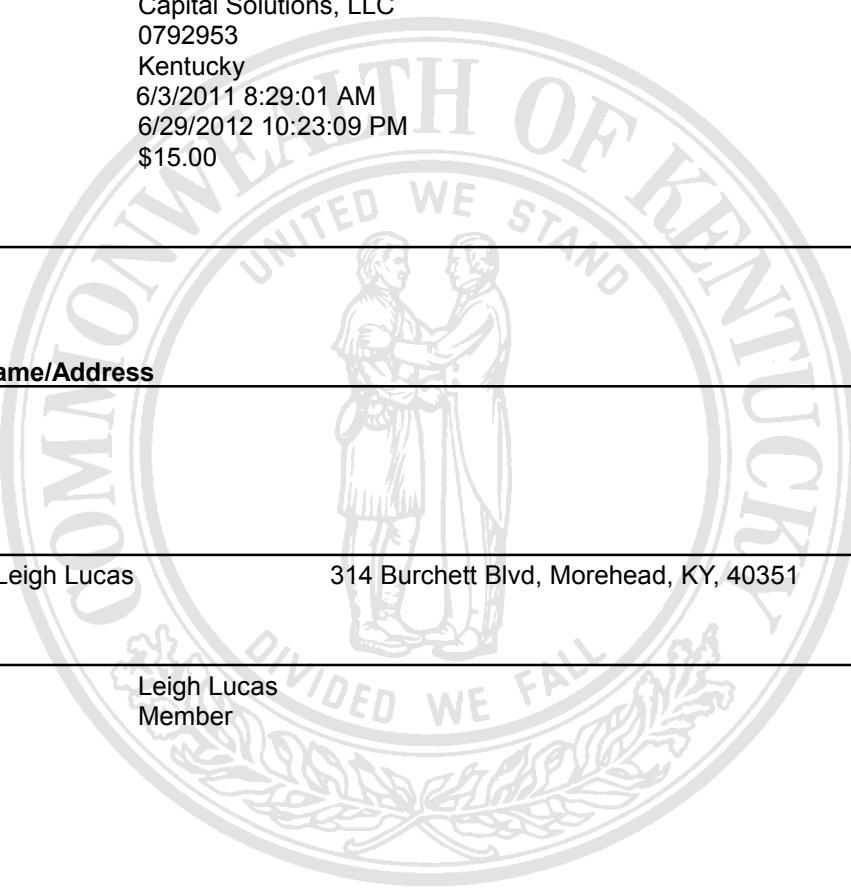 Capital Solutions, LLC
0792953
Kentucky
6/3/2011 8:29:01 AM
6/29/2012 10:23:09 PM
$15.00
COMMONWEALTH OF KENTUCKY
UNITED WE STAND
ame/Address
Leigh Lucas 314 Burchett Blvd, Morehead, KY, 40351
DIVIDED WE FALL
Leigh Lucas
Member